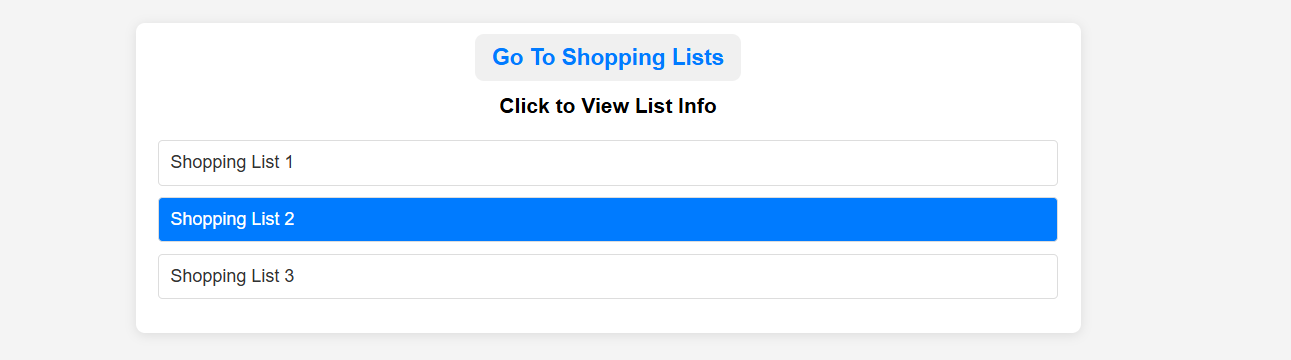 Go To Shopping Lists
Click to View List Info
Shopping List 1
Shopping List 2
Shopping List 3